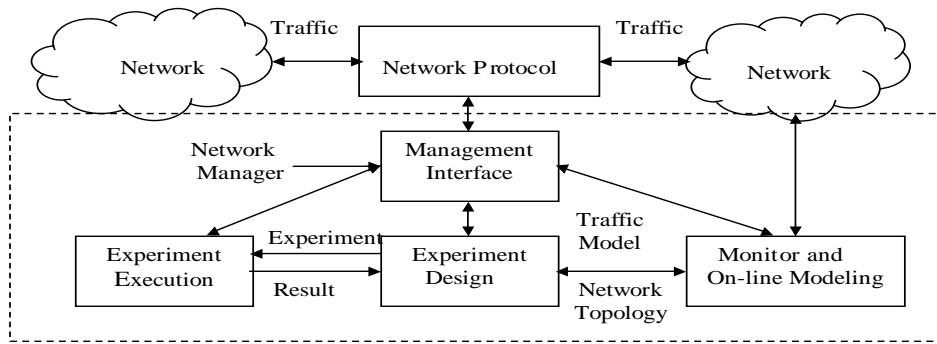 Traffic
Traffic
Network
Network Protocol
Network
Network
Manager
Management
Interface
Traffic
Model
Experiment
Execution
Experiment
Result
Experiment
Design
Network
Topology
Monitor and
On-line Modeling